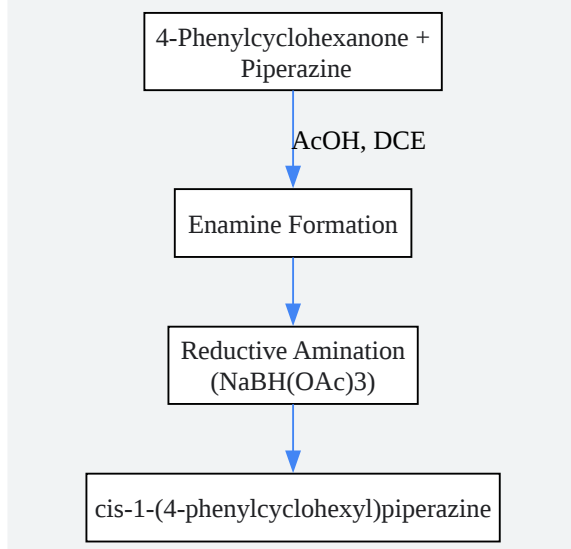 4-Phenylcyclohexanone +
Piperazine
AcOH, DCE
Enamine Formation
Reductive Amination
(NaBH(OAc)3)
cis-1-(4-phenylcyclohexyl)piperazine